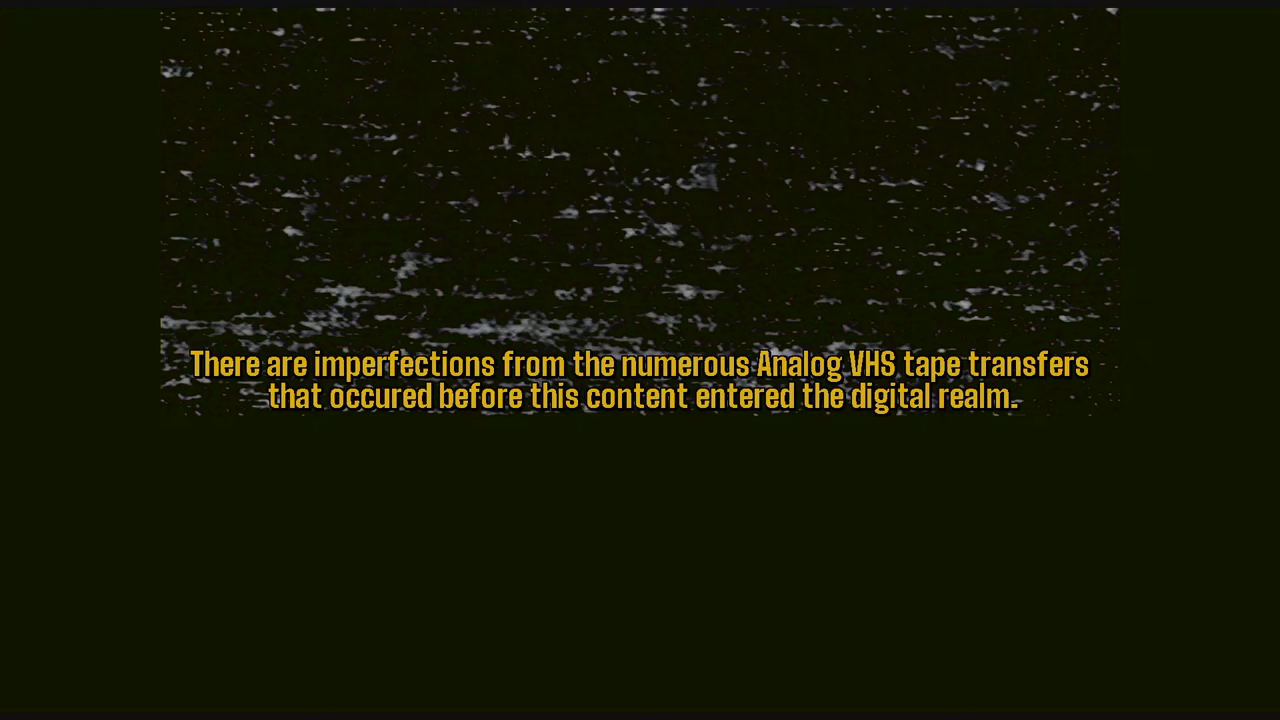 There are imperfections from the numerous Analog VHS tape transfers
that occured before this content entered the digital realm.